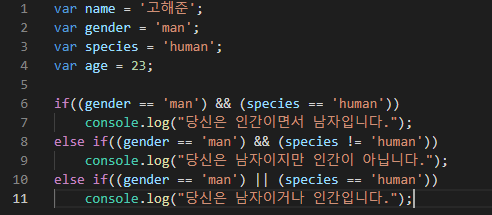 1 var name = '고해준';
2 var gender = 'man';
3 var species = 'human';
4 var age = 23;
5
6 if((gender == 'man') && (species == 'human'))
7     console.log("당신은 인간이면서 남자입니다.");
8 else if((gender == 'man') && (species != 'human'))
9     console.log("당신은 남자이지만 인간이 아닙니다.");
10 else if((gender == 'man') || (species == 'human'))
11     console.log("당신은 남자이거나 인간입니다.");